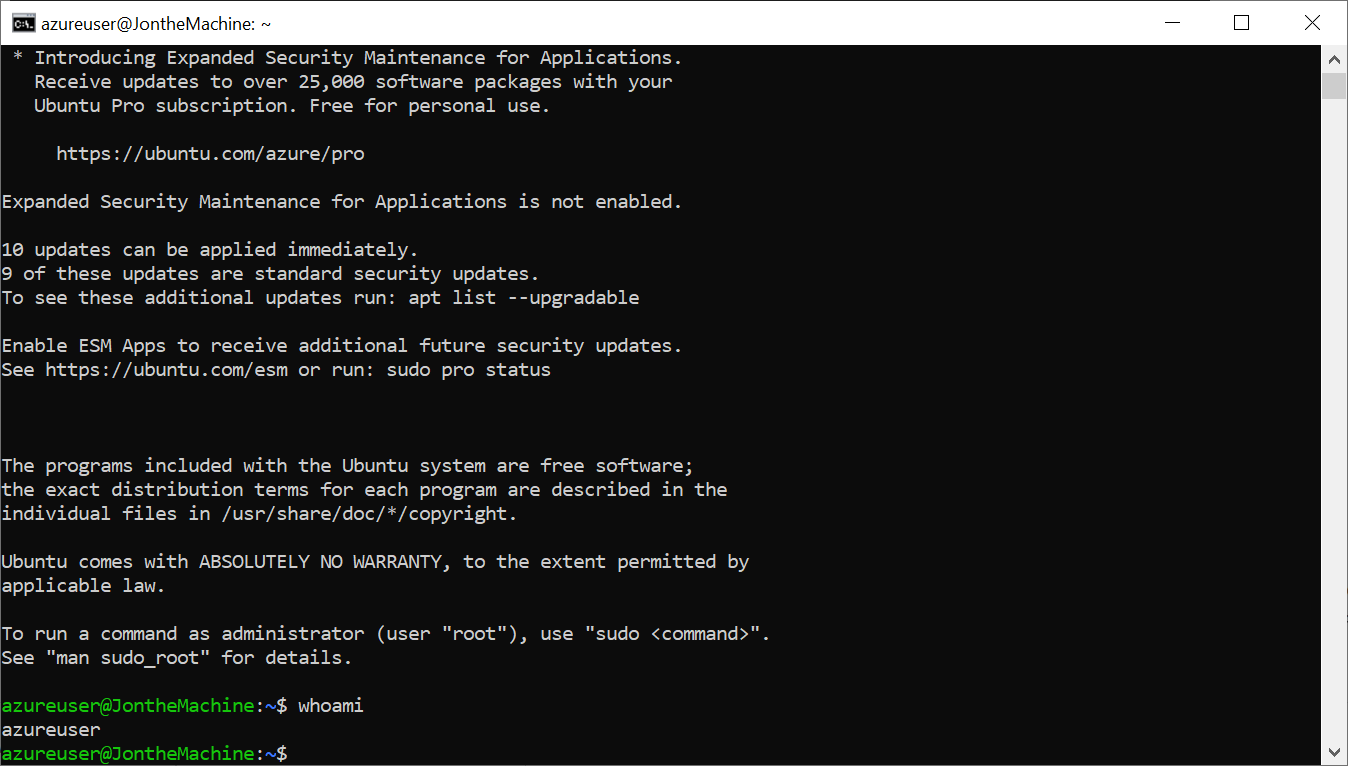 azureuser@JontheMachine: ~
* Introducing Expanded Security Maintenance for Applications.
Receive updates to over 25,000 software packages with your
Ubuntu Pro subscription. Free for personal use.
https://ubuntu.com/azure/pro
Expanded Security Maintenance for Applications is not enabled.
10 updates can be applied immediately.
9 of these updates are standard security updates.
To see these additional updates run: apt list --upgradable
Enable ESM Apps to receive additional future security updates.
See https://ubuntu.com/esm or run: sudo pro status
The programs included with the Ubuntu system are free software;
the exact distribution terms for each program are described in the
individual files in /usr/share/doc/*/copyright.
Ubuntu comes with ABSOLUTELY NO WARRANTY, to the extent permitted by
applicable law.
To run a command as administrator (user "root"), use "sudo <command>".
See "man sudo_root" for details.
azureuser@JontheMachine:~$ whoami
azureuser
azureuser@JontheMachine:~$